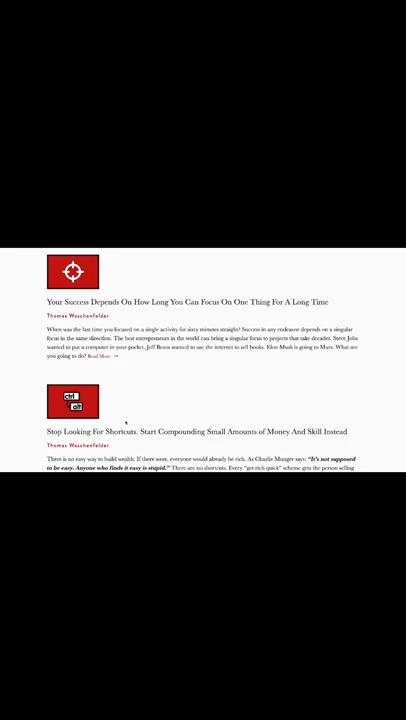 Your Success Depends On How Long You Can Focus On One Thing For A Long Time
Thomas Waschenfelder
When was the last time you focused on a single activity for sixty minutes straight? Success in any endeavor depends on a singular
focus in the same direction. The best entrepreneurs in the world can bring a singular focus to projects that take decades. Steve Jobs
wanted to put a computer in your pocket. Jeff Bezos wanted to use the internet to sell books. Elon Musk is going to Mars. What are
you going to do? Read More →
ctrl
Stop Looking For Shortcuts. Start Compounding Small Amounts of Money And Skill Instead
Thomas Waschenfelder
There is no easy way to build wealth. If there were, everyone would already be rich. As Charlie Munger says: "It's not supposed
to be easy. Anyone who finds it easy is stupid." There are no shortcuts. Every "get rich quick" scheme gets the person selling